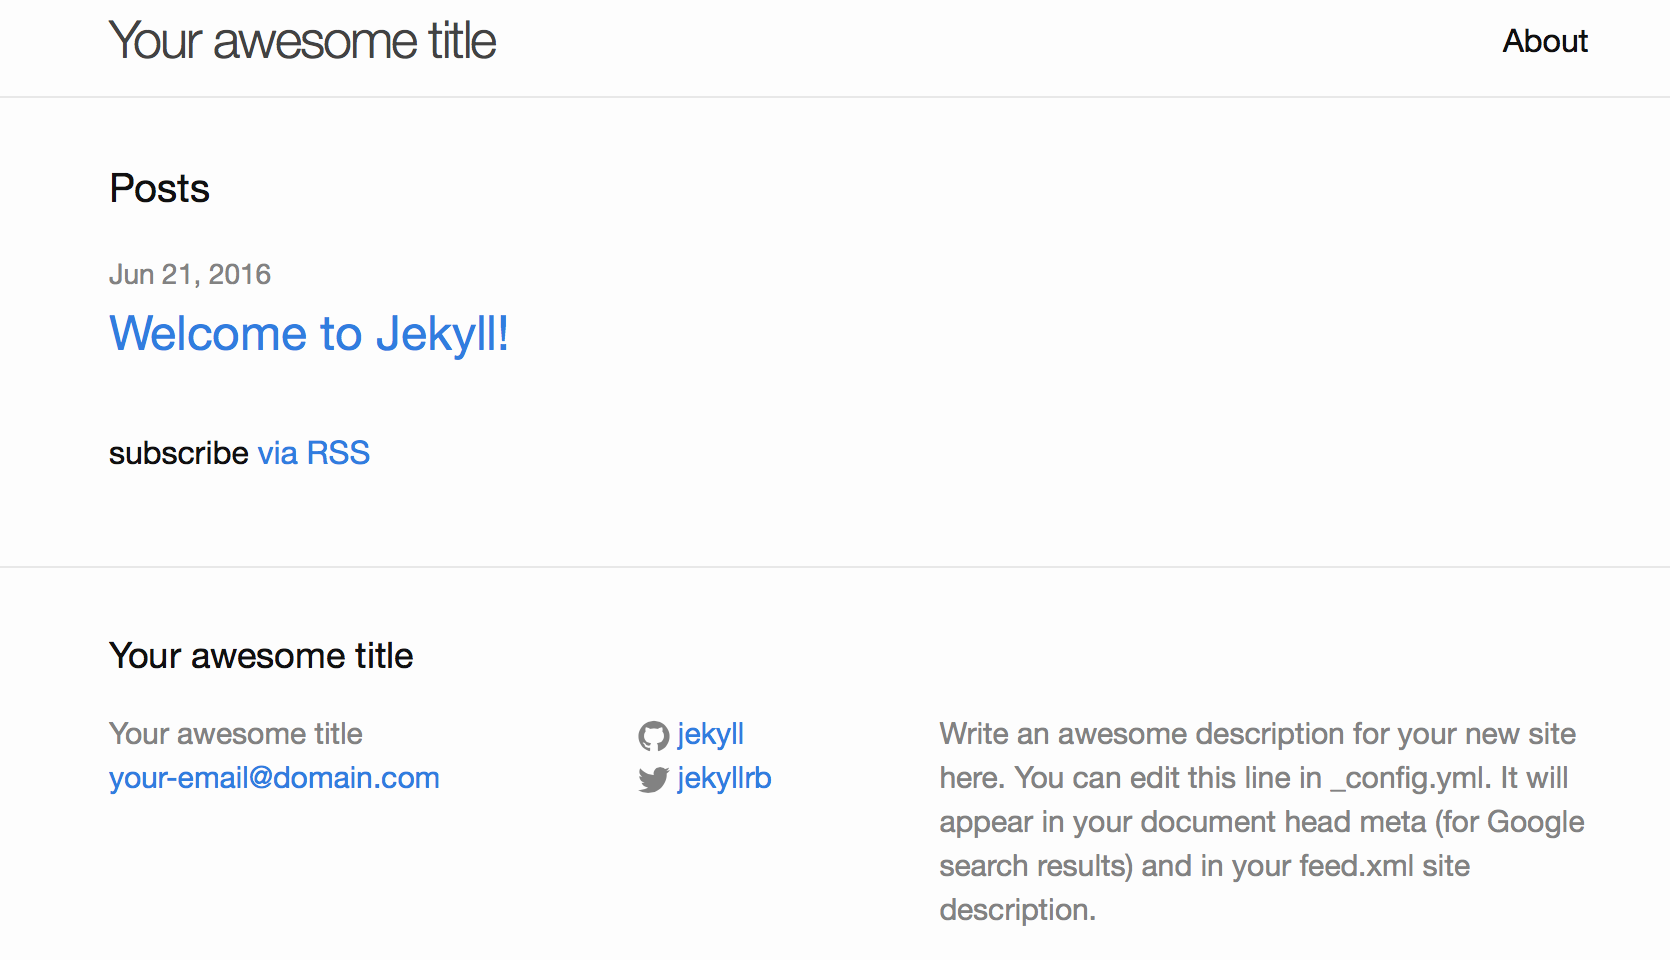 Your awesome title
About
Posts
Jun 21, 2016
Welcome to Jekyll!
subscribe via RSS
Your awesome title
Your awesome title
your-email@domain.com
jekyll
jekyllrb
Write an awesome description for your new site
here. You can edit this line in _config.yml. It will
appear in your document head meta (for Google
search results) and in your feed.xml site
description.